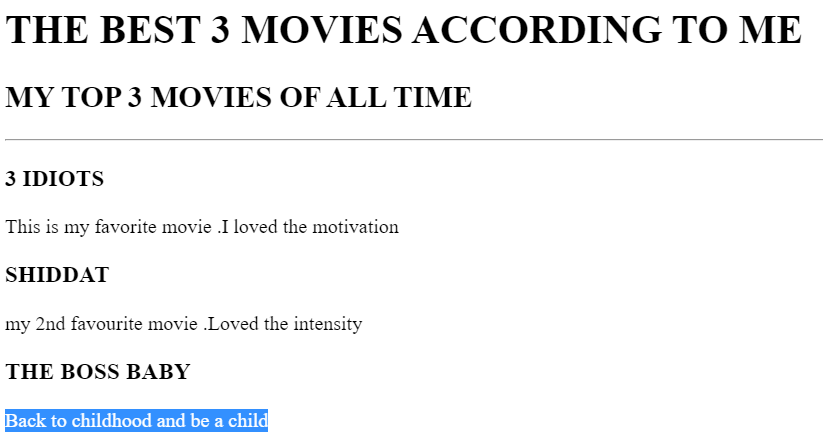 THE BEST 3 MOVIES ACCORDING TO ME
MY TOP 3 MOVIES OF ALL TIME
3 IDIOTS
This is my favorite movie .I loved the motivation
SHIDDAT
my 2nd favourite movie .Loved the intensity
THE BOSS BABY
Back to childhood and be a child